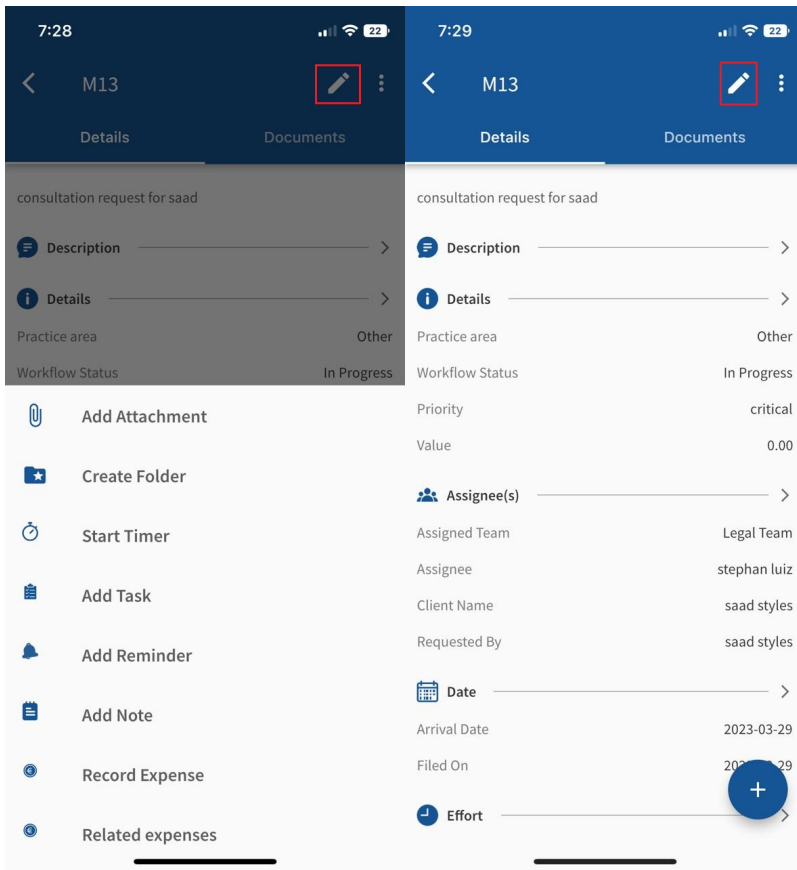 7:28
22
M13
Details Documents
consultation request for saad
Description
Details
Practice area Other
Workflow Status In Progress
Add Attachment
Create Folder
Start Timer
Add Task
Add Reminder
Add Note
Record Expense
Related expenses
7:29
22
M13
Details Documents
consultation request for saad
Description
Details
Practice area Other
Workflow Status In Progress
Priority critical
Value 0.00
Assignee(s)
Assigned Team Legal Team
Assignee stephan luiz
Client Name saad styles
Requested By saad styles
Date
Arrival Date 2023-03-29
Filed On
Effort